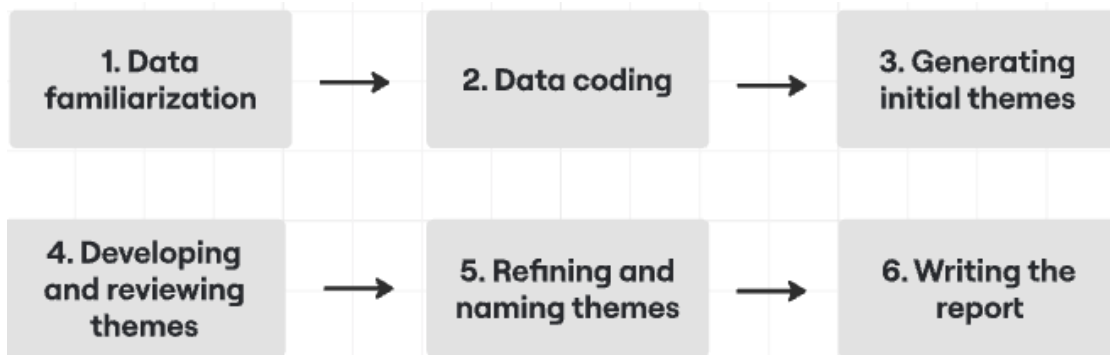 1. Data
familiarization
2. Data coding
3. Generating
initial themes
4. Developing
and reviewing
themes
5. Refining and
naming themes
6. Writing the
report